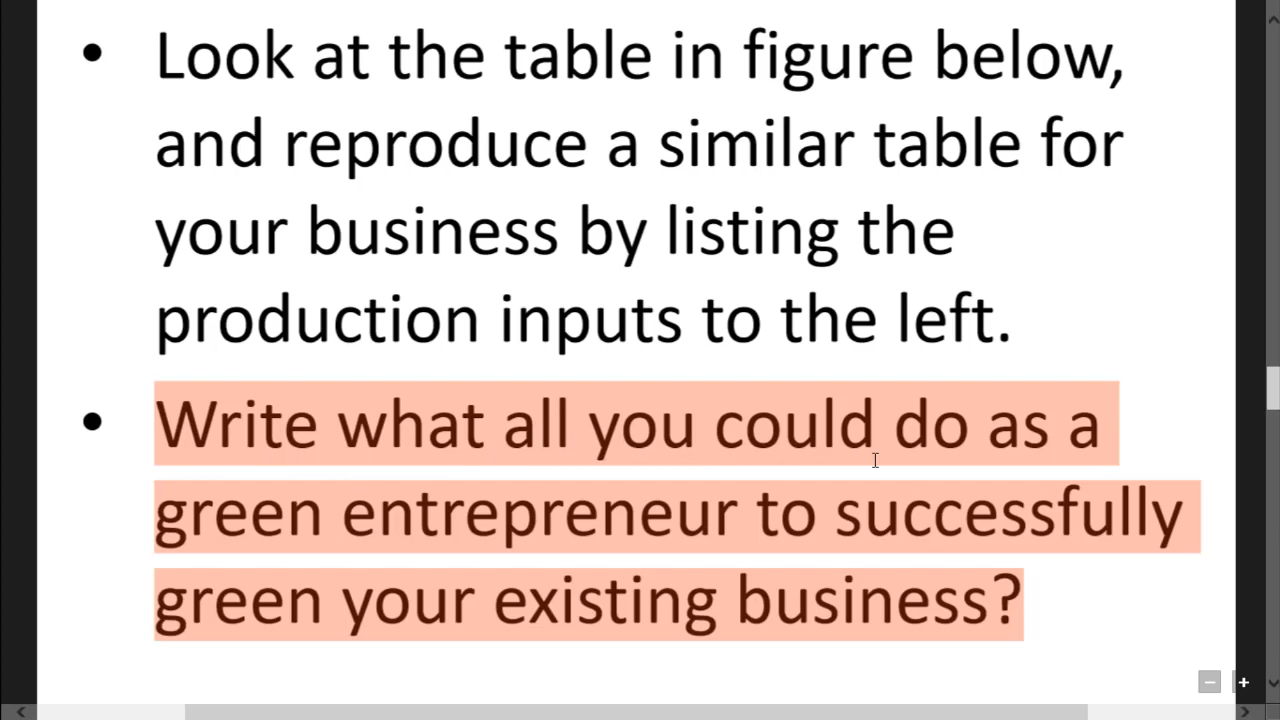 • Look at the table in figure below,
and reproduce a similar table for
your business by listing the
production inputs to the left.
• Write what all you could do as a
green entrepreneur to successfully
green your existing business?